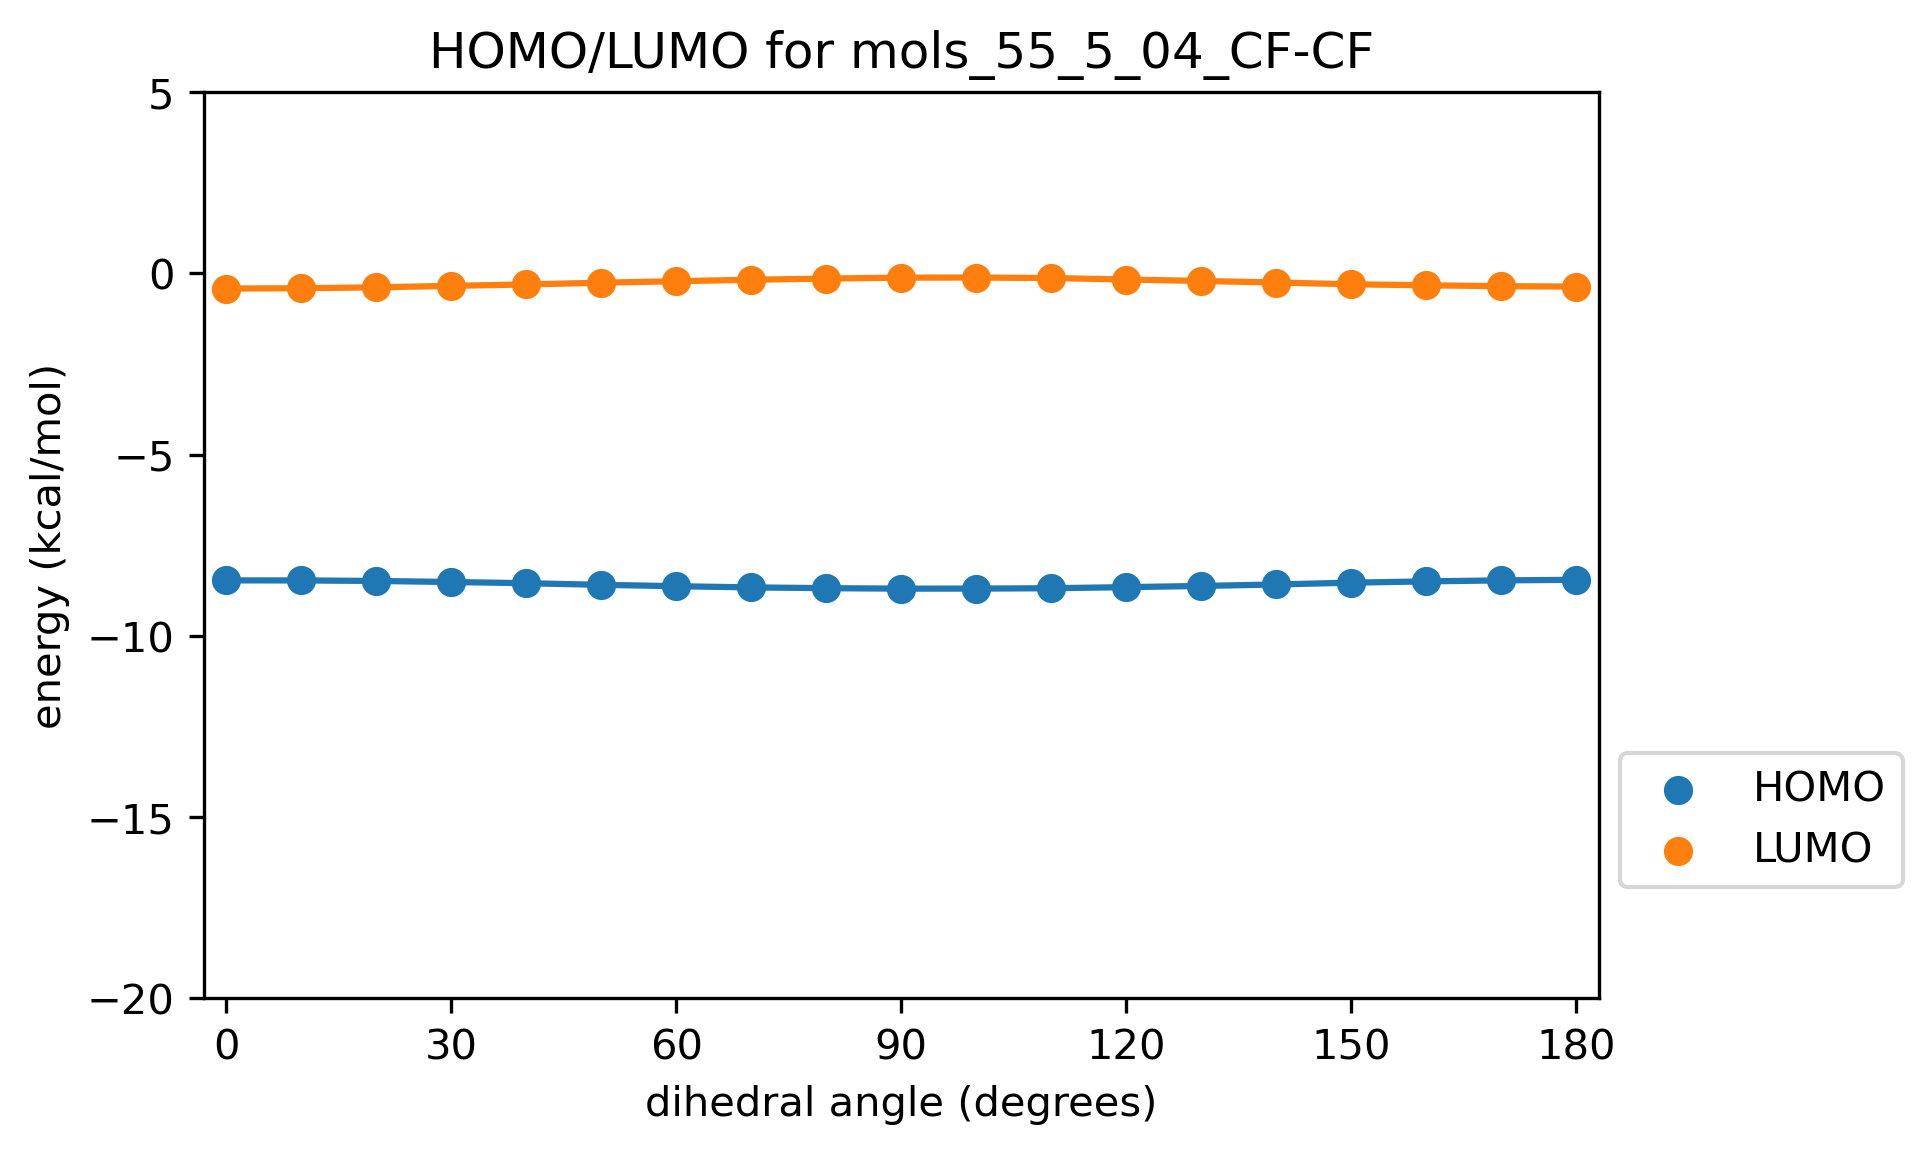 HOMO/LUMO for mols_55_5_04_CF-CF
5
0
−5
−10
−15
−20
energy (kcal/mol)
0 30 60 90 120 150 180
dihedral angle (degrees)
HOMO
LUMO